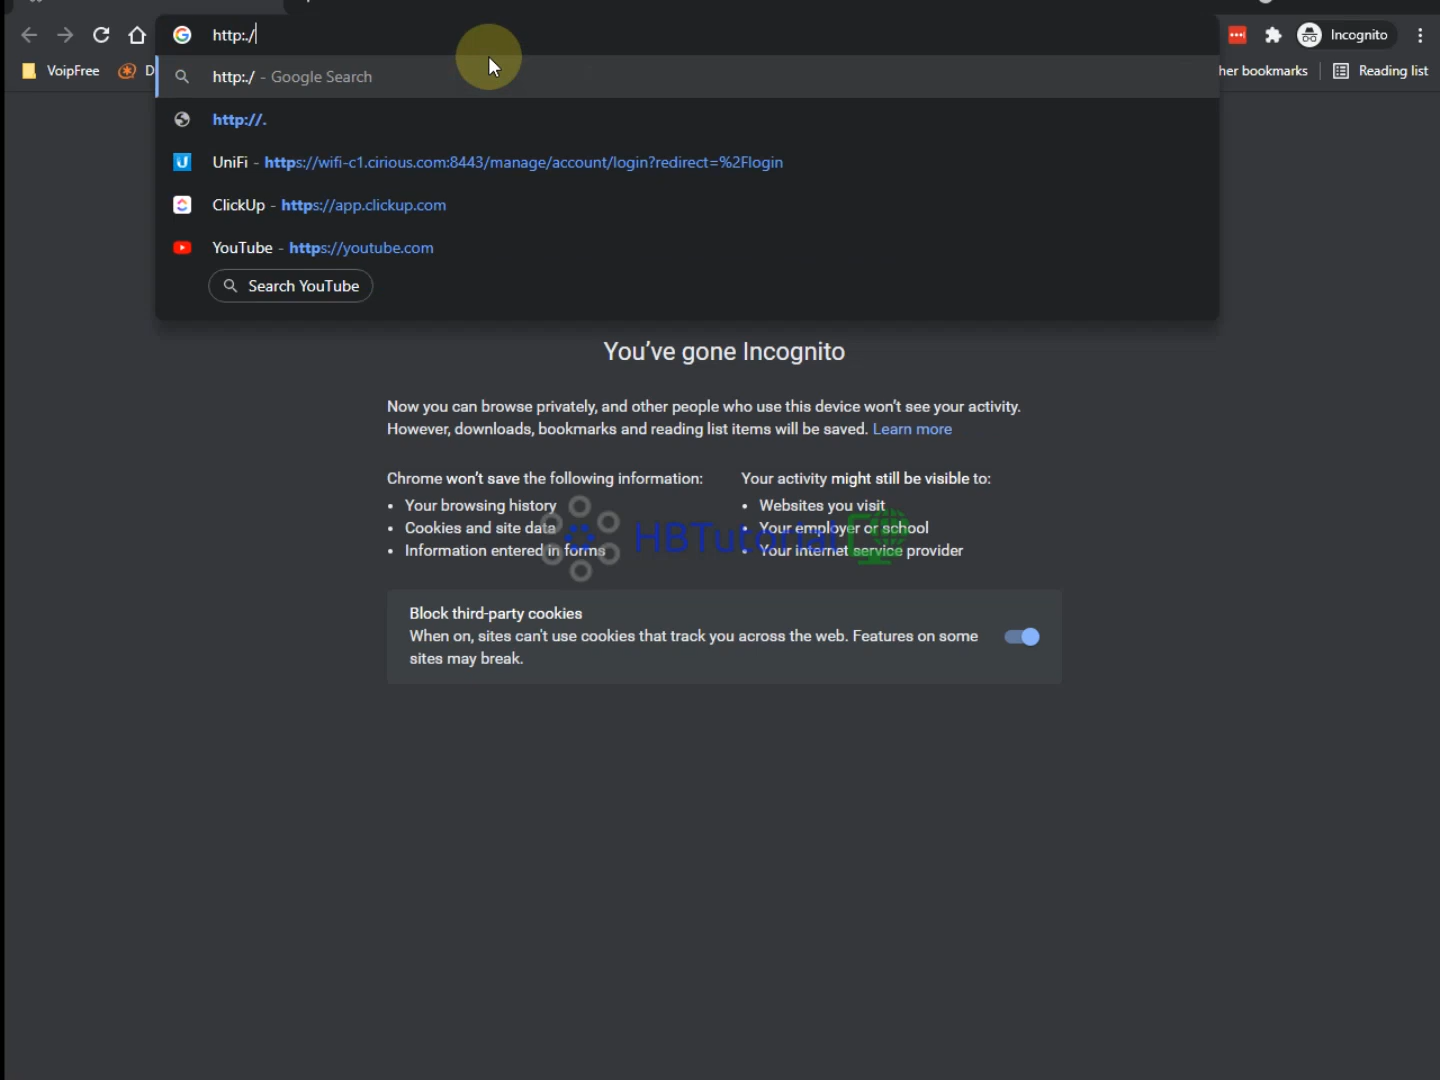 http:./
Incognito
VoipFree
D
http:./ - Google Search
her bookmarks
Reading list
http://.
UniFi - https://wifi-c1.cirious.com:8443/manage/account/login?redirect=%2Flogin
ClickUp - https://app.clickup.com
YouTube - https://youtube.com
Search YouTube
You've gone Incognito
Now you can browse privately, and other people who use this device won't see your activity.
However, downloads, bookmarks and reading list items will be saved. Learn more
Chrome won't save the following information:
Your browsing history
Cookies and site data
Information entered in forms
Your activity might still be visible to:
Websites you visit
Your employer or school
Your internet service provider
HBTutorial
Block third-party cookies
When on, sites can't use cookies that track you across the web. Features on some
sites may break.